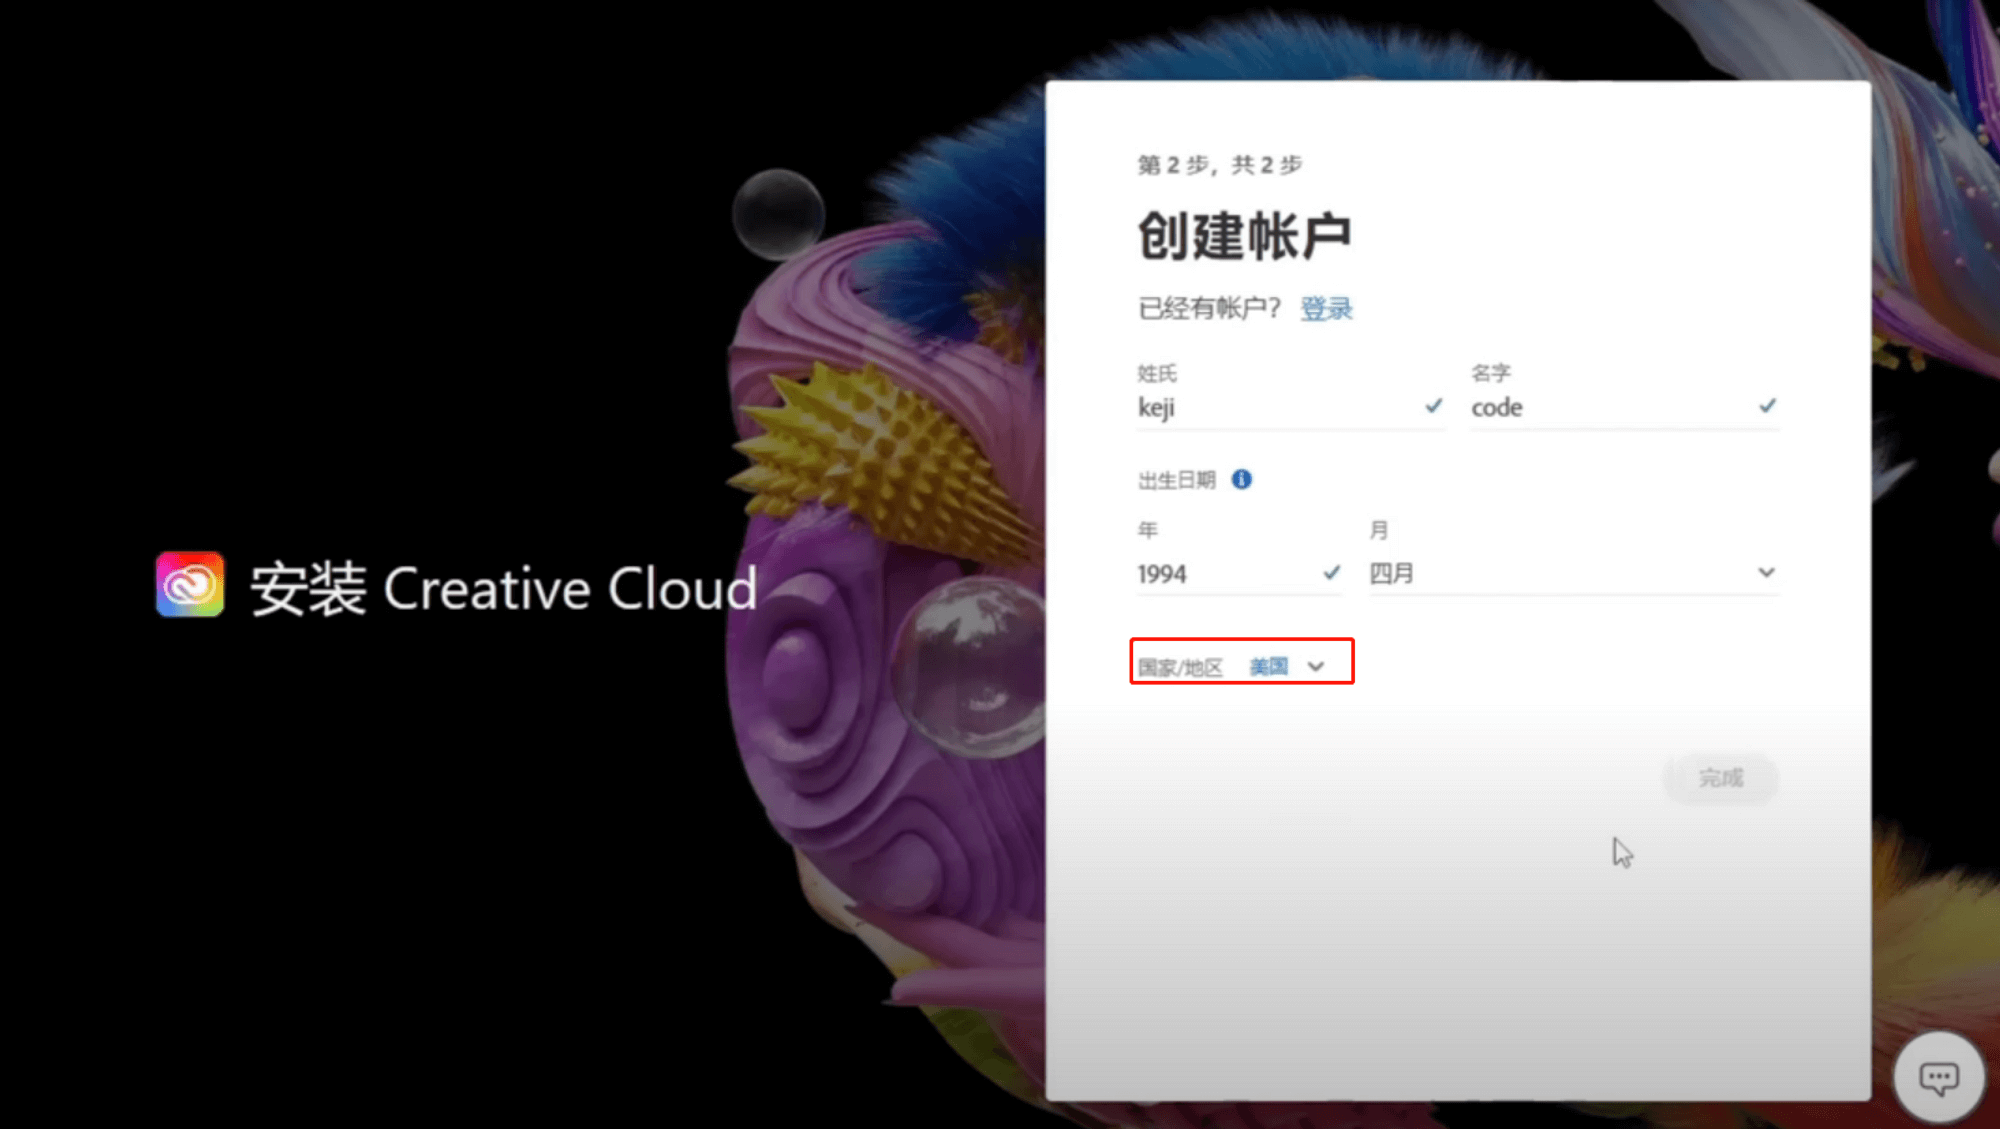 安装 Creative Cloud
第 2 步，共 2 步
创建帐户
已经有帐户？ 登录
姓氏 名字
keji code
出生日期
年 月
1994 四月
国家/地区 美国
完成